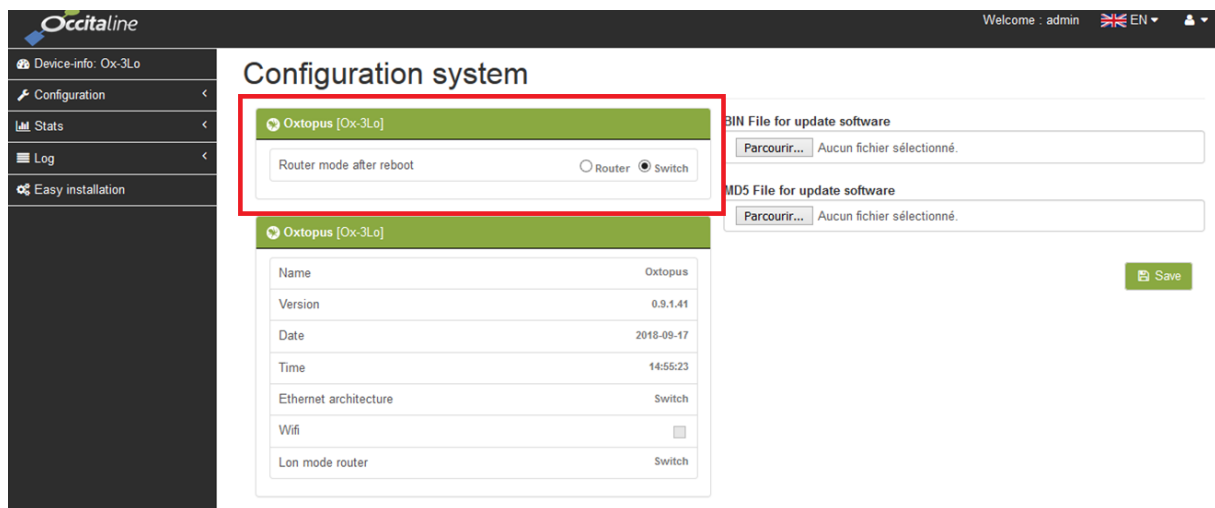 Occitaline
Welcome : admin EN
Device-info: Ox-3Lo
Configuration
Stats
Log
Easy installation
Configuration system
Oxtopus [Ox-3Lo]
Router mode after reboot Router Switch
Oxtopus [Ox-3Lo]
Name Oxtopus
Version 0.9.1.41
Date 2018-09-17
Time 14:55:23
Ethernet architecture Switch
Wifi
Lon mode router Switch
BIN File for update software
Parcourir... Aucun fichier sélectionné.
MD5 File for update software
Parcourir... Aucun fichier sélectionné.
Save